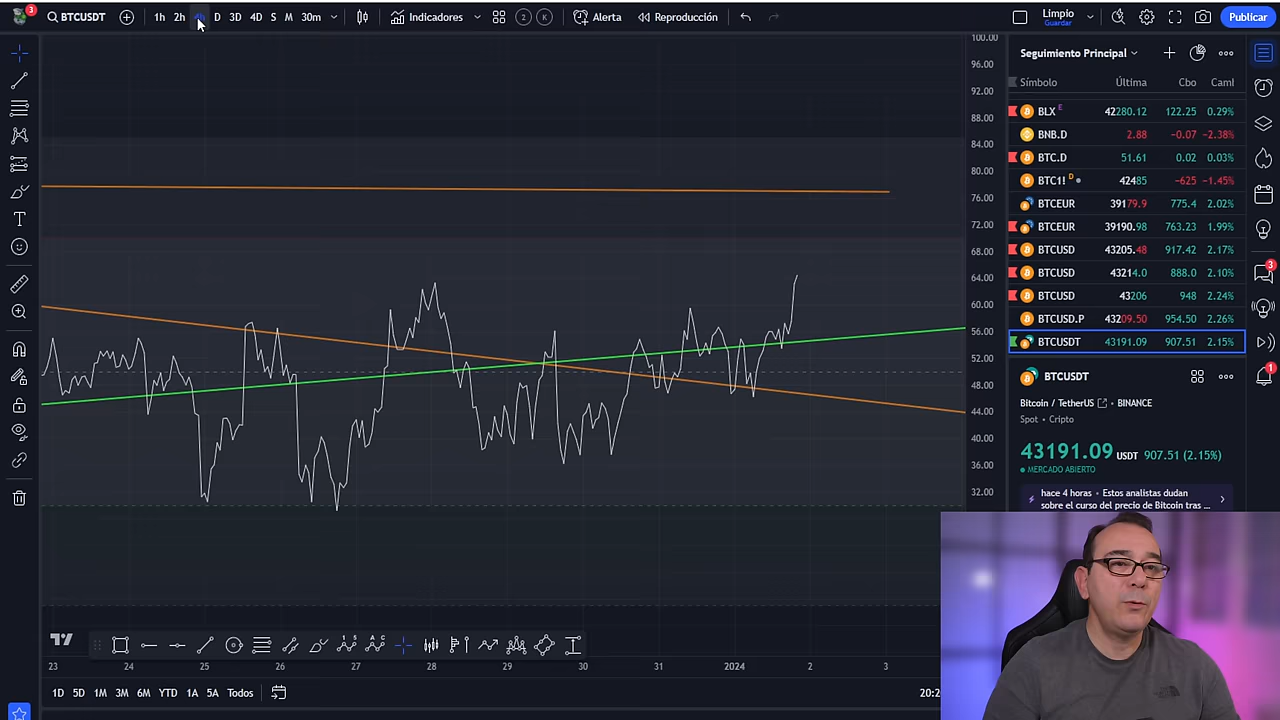 3
BTCUSDT
1h 2h 4h D 3D 4D S M 30m
Indicadores
2 K
Alerta
Reproducción
Limpio
Guardar
Publicar
100.00
96.00
92.00
88.00
84.00
80.00
76.00
72.00
68.00
64.00
60.00
56.00
52.00
48.00
44.00
40.00
36.00
32.00
Seguimiento Principal
Símbolo Última Cbo Caml
BLX E 42280.12 122.25 0.29%
BNB.D 2.88 −0.07 −2.38%
BTC.D 51.61 0.02 0.03%
BTC1! D 42485 −625 −1.45%
BTCEUR 39179.9 775.4 2.02%
BTCEUR 39190.98 763.23 1.99%
BTCUSD 43205.48 917.42 2.17%
BTCUSD 43214.0 888.0 2.10%
BTCUSD 43206 948 2.24%
BTCUSD.P 43209.50 954.50 2.26%
BTCUSDT 43191.09 907.51 2.15%
3
1
BTCUSDT
Bitcoin / TetherUS • BINANCE
Spot • Cripto
43191.09 USDT 907.51 (2.15%)
MERCADO ABIERTO
hace 4 horas • Estos analistas dudan
sobre el curso del precio de Bitcoin tras ...
23 24 25 26 27 28 29 30 31 2024 2 3
1D 5D 1M 3M 6M YTD 1A 5A Todos